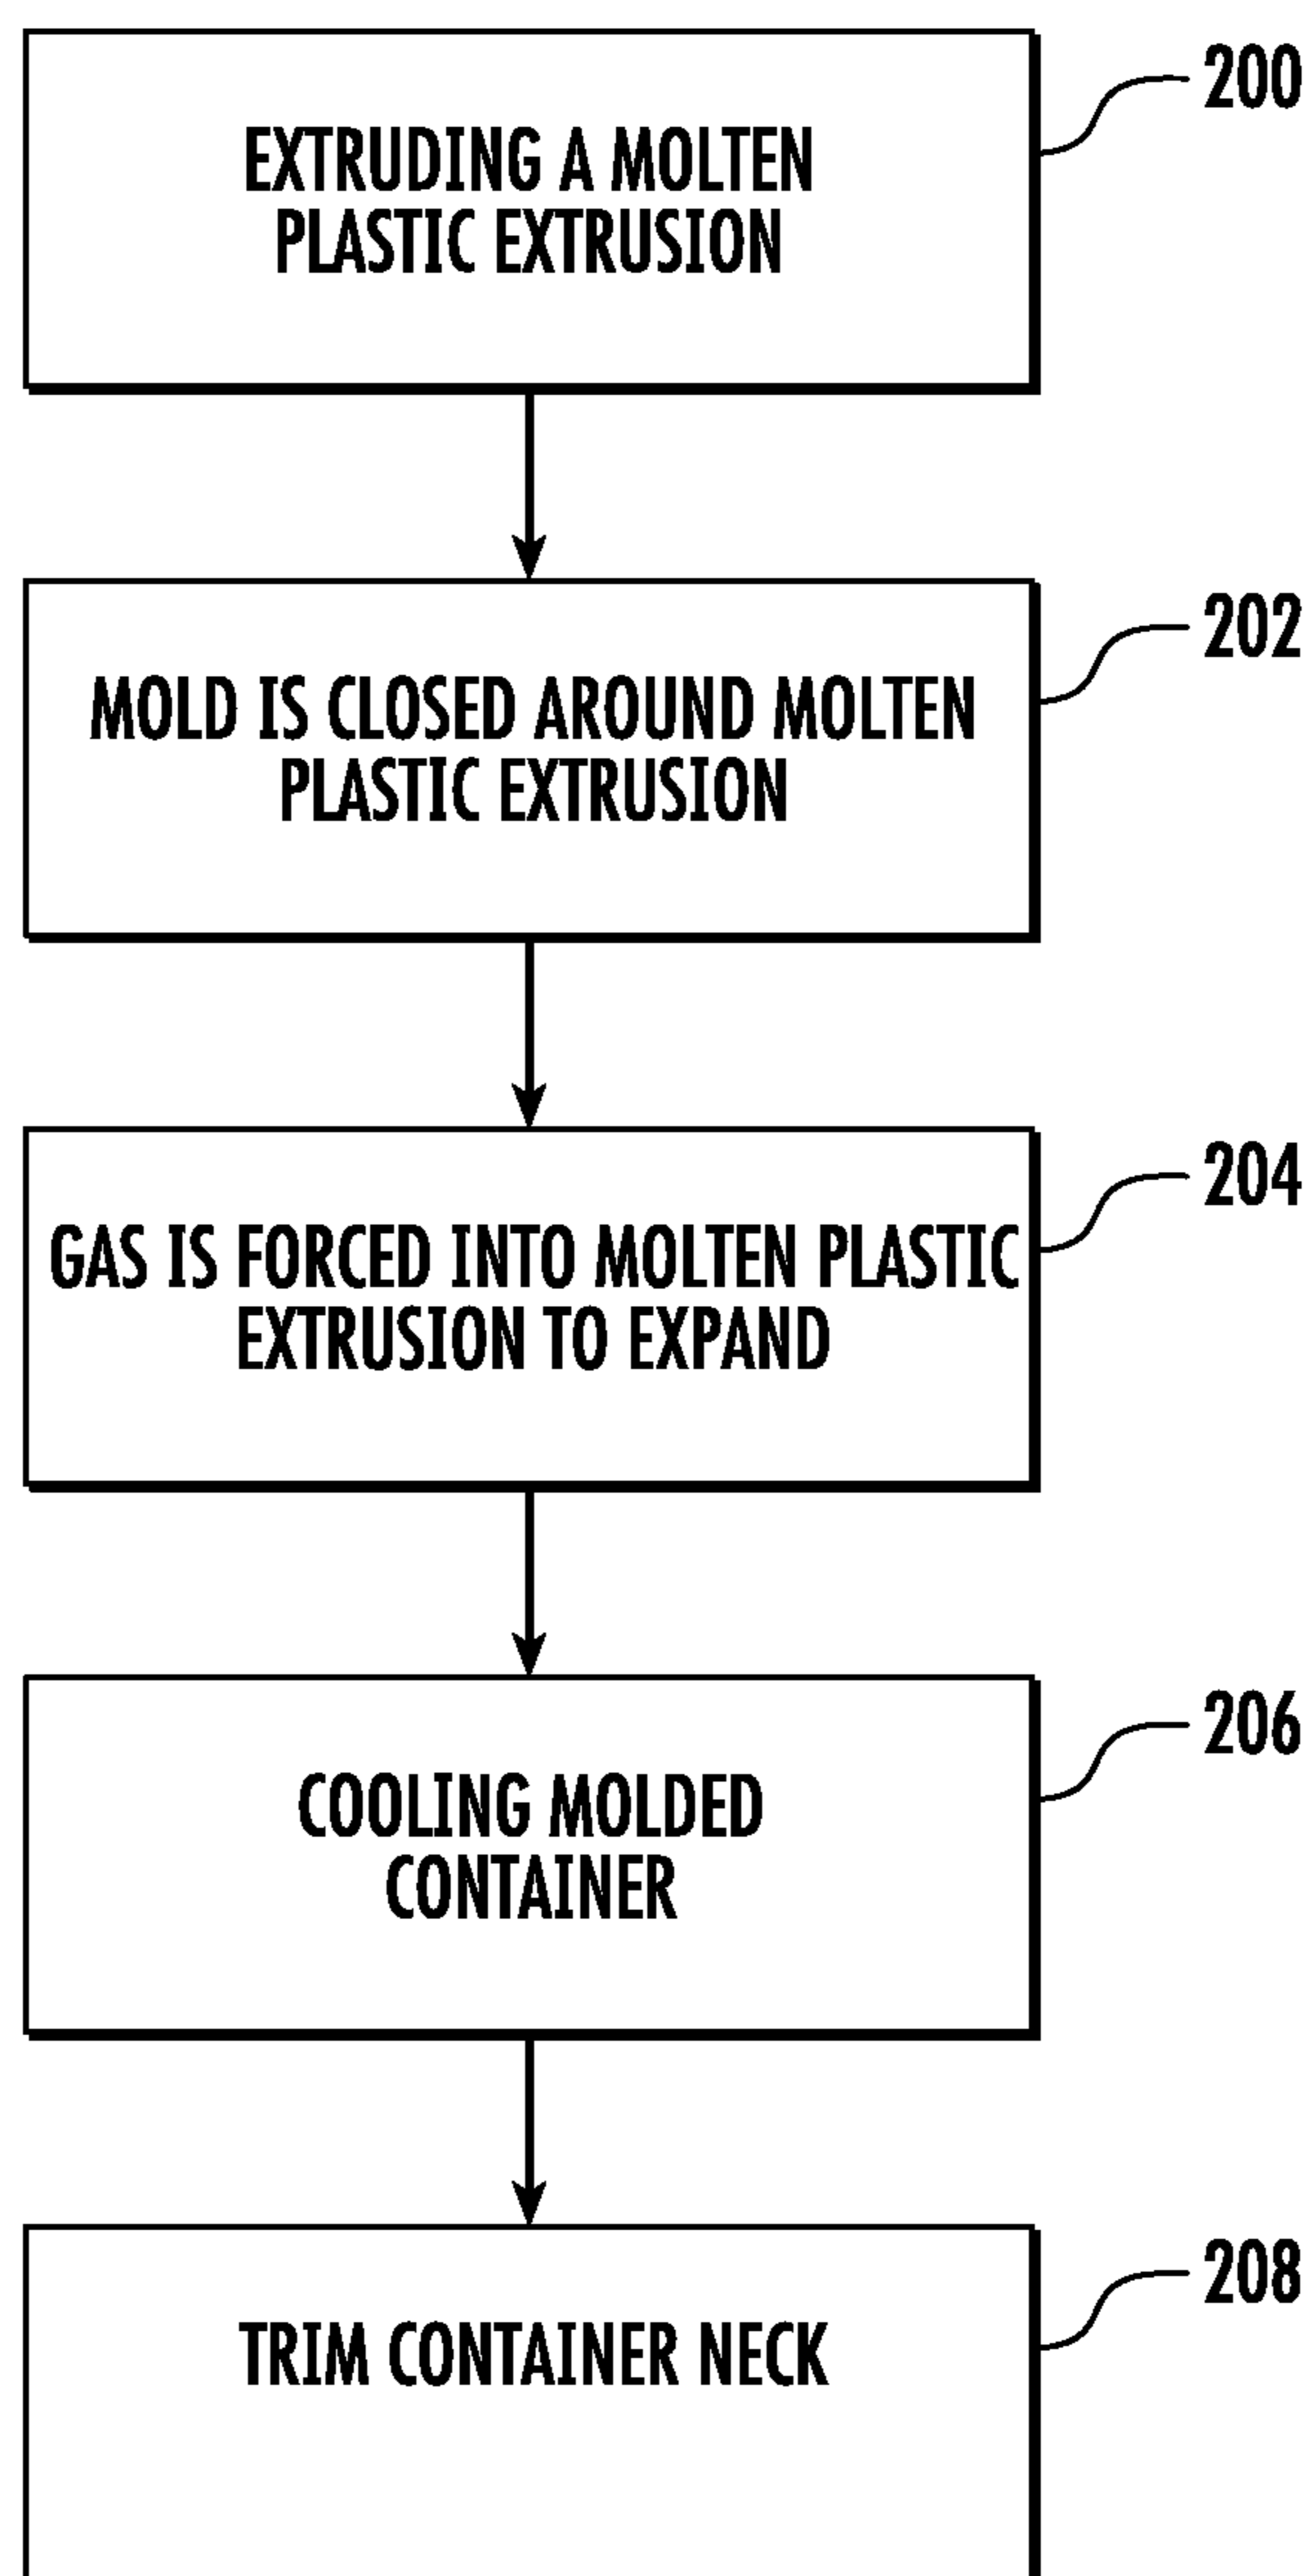 200
EXTRUDING A MOLTEN
PLASTIC EXTRUSION
202
MOLD IS CLOSED AROUND MOLTEN
PLASTIC EXTRUSION
204
GAS IS FORCED INTO MOLTEN PLASTIC
EXTRUSION TO EXPAND
206
COOLING MOLDED
CONTAINER
208
TRIM CONTAINER NECK